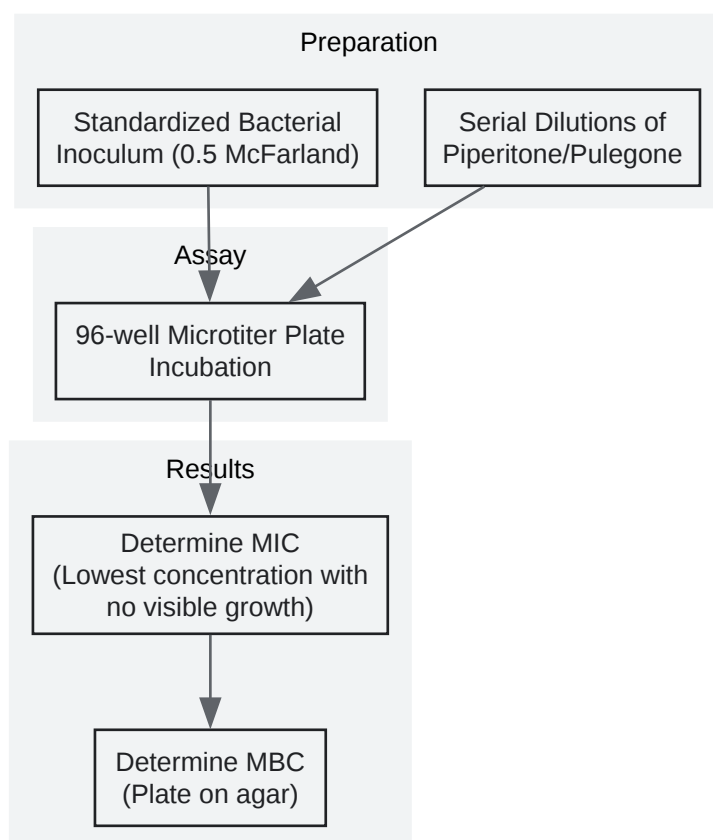 Preparation
Standardized Bacterial
Inoculum (0.5 McFarland)
Serial Dilutions of
Piperitone/Pulegone
Assay
96-well Microtiter Plate
Incubation
Results
Determine MIC
(Lowest concentration with
no visible growth)
Determine MBC
(Plate on agar)